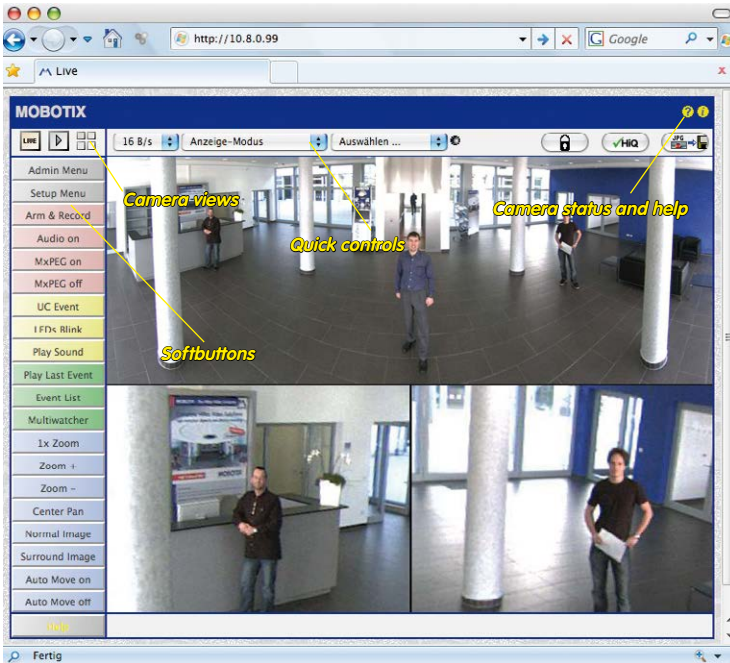 http://10.8.0.99
Google
Live
MOBOTIX
LIVE
16 B/s
Anzeige-Modus
Auswählen ...
HiQ
JPG
Admin Menu
Setup Menu
Arm & Record
Audio on
MxPEG on
MxPEG off
UC Event
LEDs Blink
Play Sound
Play Last Event
Event List
Multiwatcher
1x Zoom
Zoom +
Zoom –
Center Pan
Normal Image
Surround Image
Auto Move on
Auto Move off
Help
Camera views
Quick controls
Camera status and help
Softbuttons
MOBOTIX
MOBOTIX
Fertig